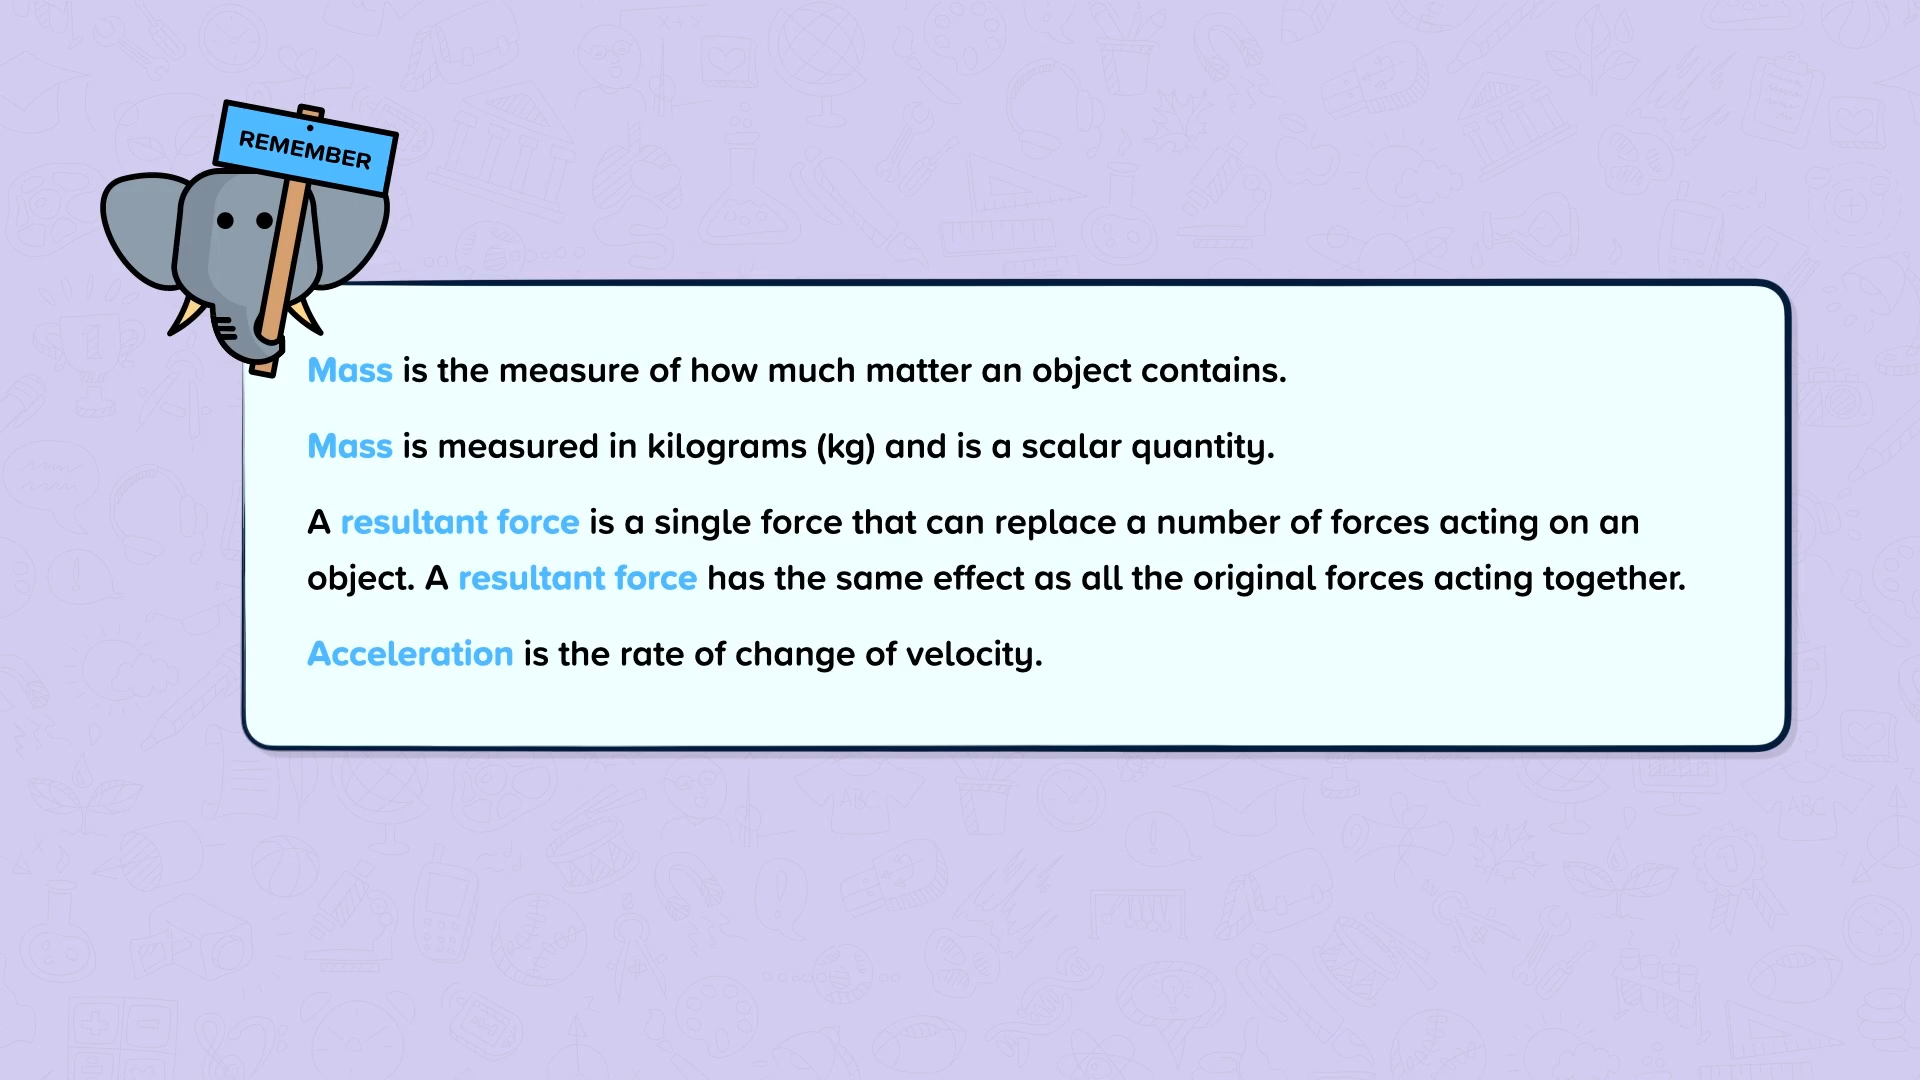 REMEMBER
Mass is the measure of how much matter an object contains.
Mass is measured in kilograms (kg) and is a scalar quantity.
A resultant force is a single force that can replace a number of forces acting on an
object. A resultant force has the same effect as all the original forces acting together.
Acceleration is the rate of change of velocity.